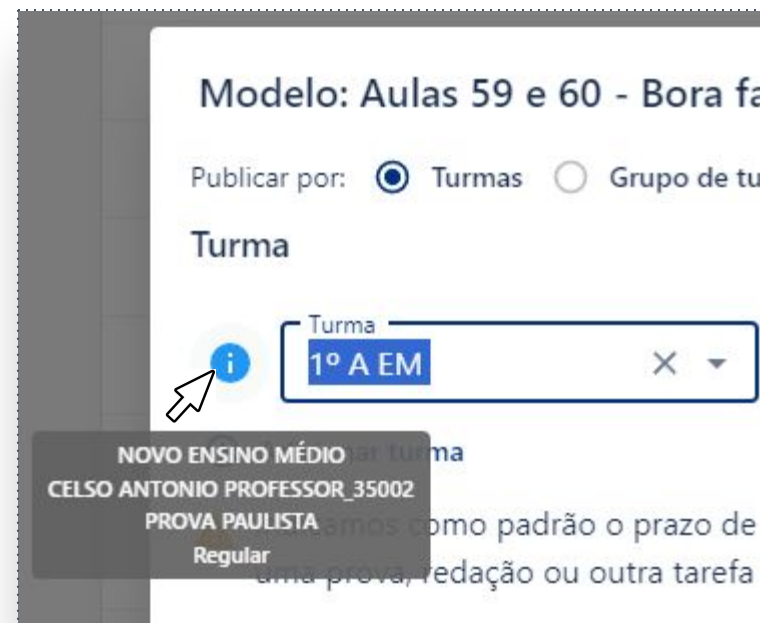 Modelo: Aulas 59 e 60 - Bora fa
Publicar por: Turmas Grupo de tu
Turma
Turma
1º A EM
turma
NOVO ENSINO MÉDIO
CELSO ANTONIO PROFESSOR_35002
PROVA PAULISTA
Regular
como padrão o prazo de
uma prova, redação ou outra tarefa